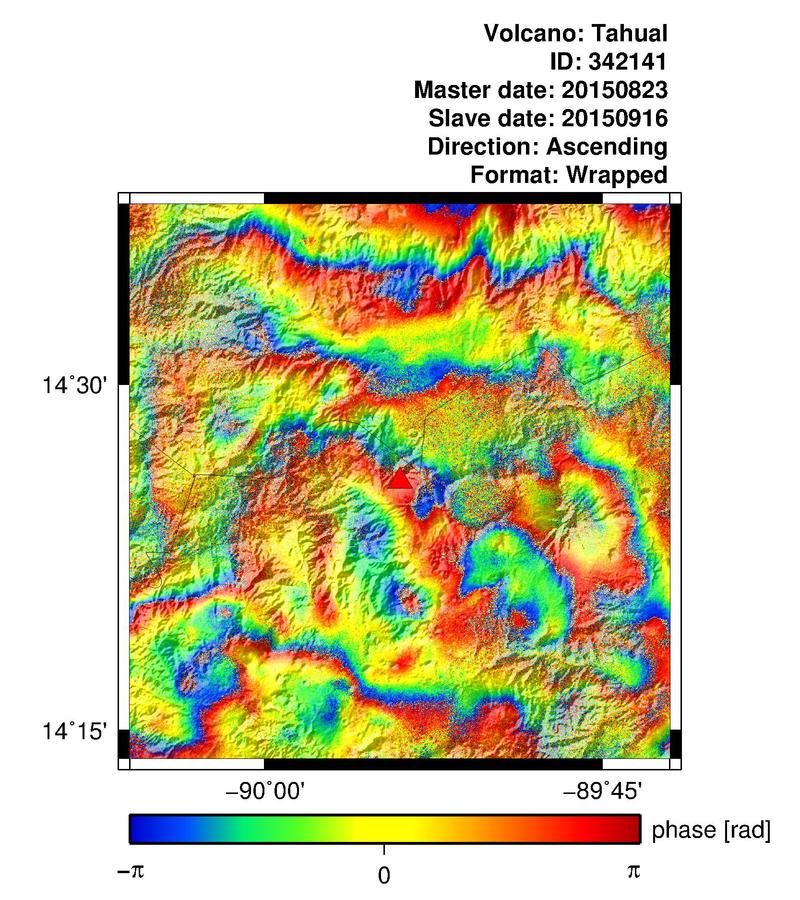 Volcano: Tahual
ID: 342141
Master date: 20150823
Slave date: 20150916
Direction: Ascending
Format: Wrapped
14˚30'
14˚15'
−90˚00'
−89˚45'
phase [rad]
−π
0
π